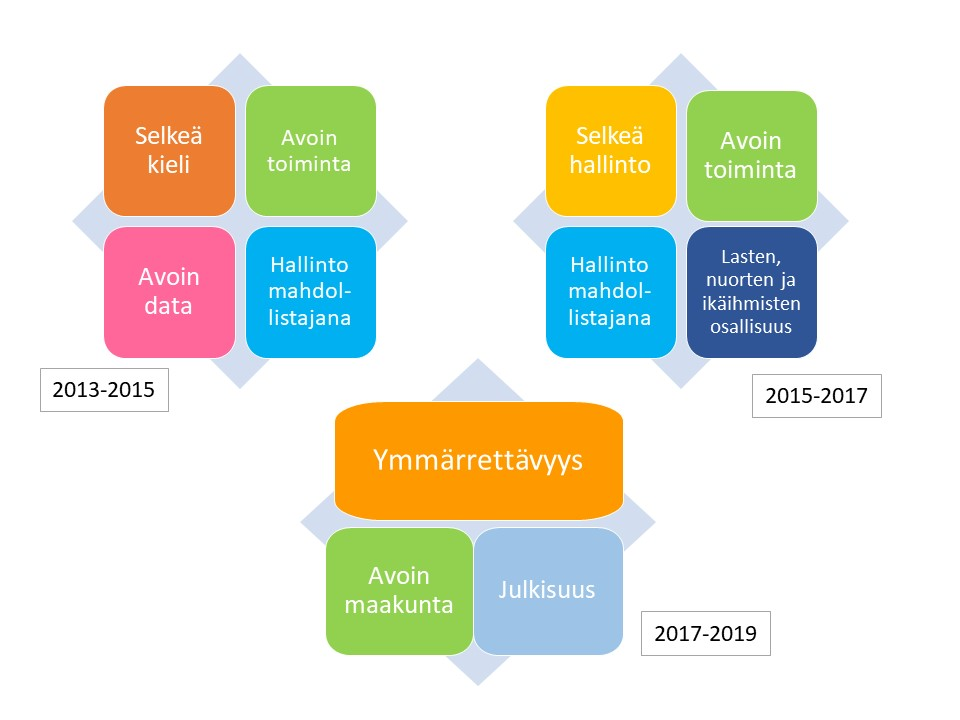 Selkeä
kieli
Avoin
toiminta
Avoin
data
Hallinto
mahdol-
listajana
2013-2015
Selkeä
hallinto
Avoin
toiminta
Hallinto
mahdol-
listajana
Lasten,
nuorten ja
ikäihmisten
osallisuus
2015-2017
Ymmärrettävyys
Avoin
maakunta
Julkisuus
2017-2019